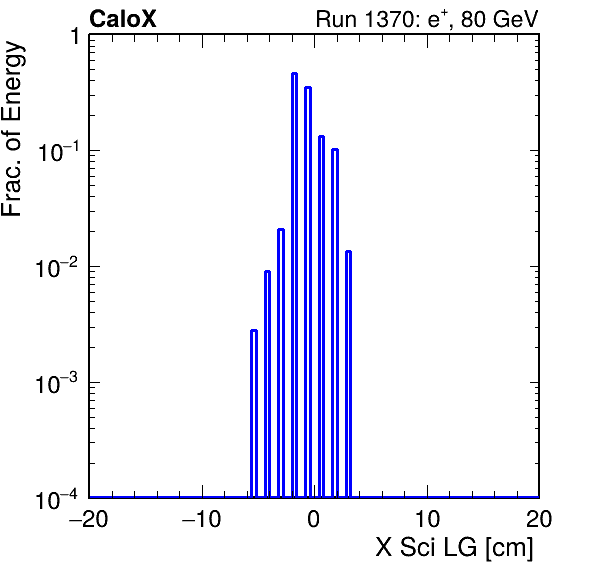 CaloX Run 1370: e⁺, 80 GeV
Frac. of Energy
1
10⁻¹
10⁻²
10⁻³
10⁻⁴
−20 −10 0 10 20
X Sci LG [cm]